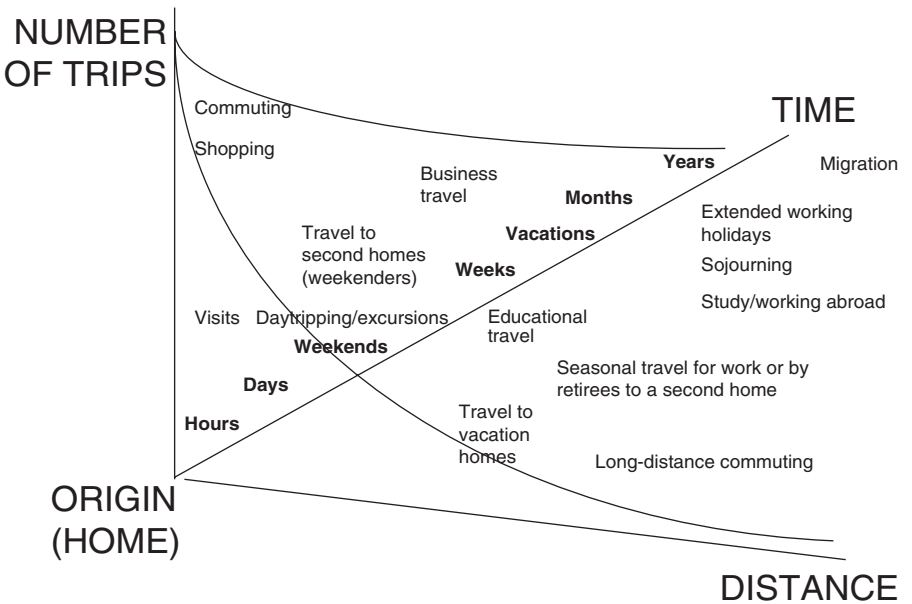 NUMBER
OF TRIPS
TIME
Commuting
Shopping
Years
Migration
Business
travel
Months
Extended working
holidays
Travel to
second homes
(weekenders)
Vacations
Weeks
Sojourning
Study/working abroad
Visits
Daytripping/excursions
Educational
travel
Weekends
Days
Seasonal travel for work or by
retirees to a second home
Hours
Travel to
vacation
homes
Long-distance commuting
ORIGIN
(HOME)
DISTANCE